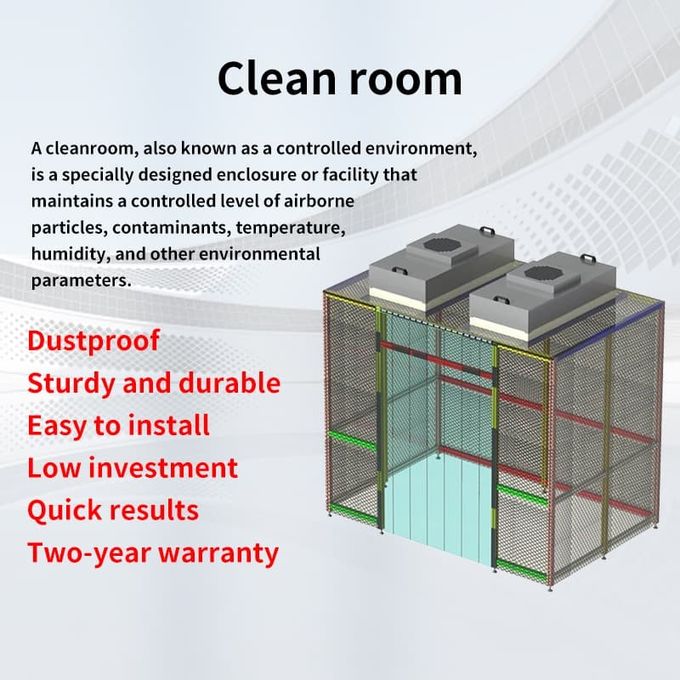 Clean room
A cleanroom, also known as a controlled environment,
is a specially designed enclosure or facility that
maintains a controlled level of airborne
particles, contaminants, temperature,
humidity, and other environmental
parameters.
Dustproof
Sturdy and durable
Easy to install
Low investment
Quick results
Two-year warranty